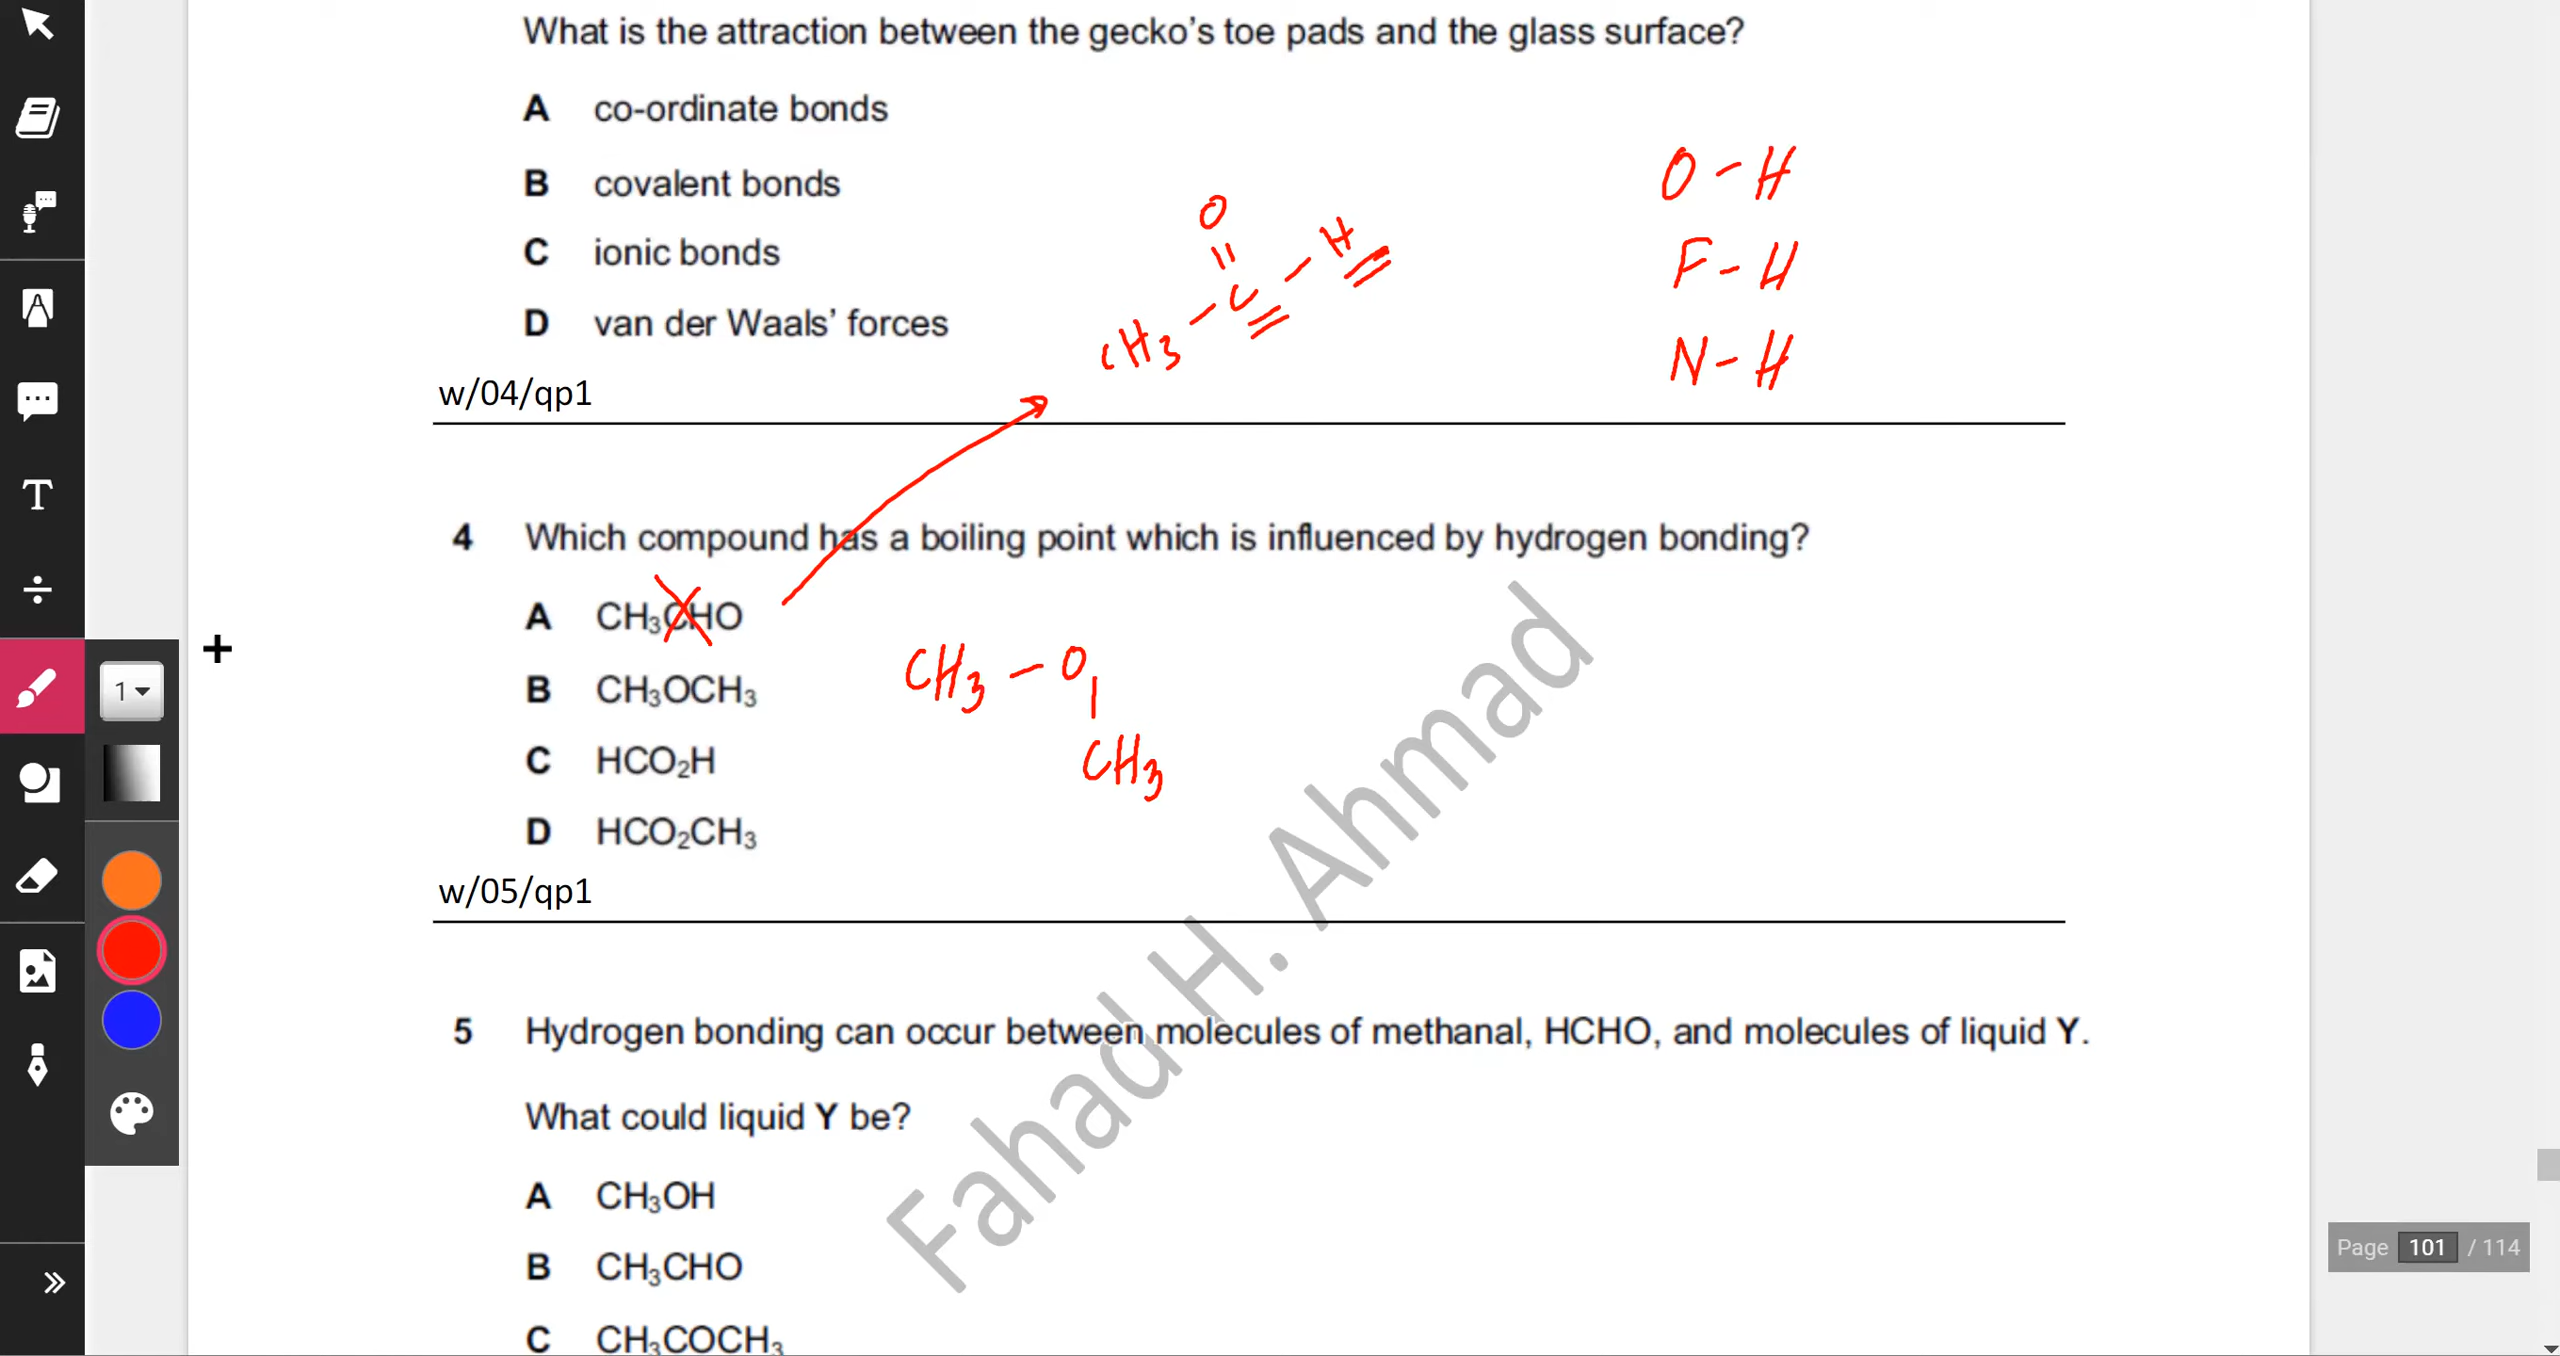 What is the attraction between the gecko's toe pads and the glass surface?
A co-ordinate bonds
B covalent bonds
C ionic bonds
D van der Waals' forces
O
=
CH3 - C - H
O - H
F - H
N - H
w/04/qp1
4 Which compound has a boiling point which is influenced by hydrogen bonding?
A CH₃CHO
B CH₃OCH₃
C HCO₂H
D HCO₂CH₃
CH3 - O
|
CH3
w/05/qp1
5 Hydrogen bonding can occur between molecules of methanal, HCHO, and molecules of liquid Y.
What could liquid Y be?
A CH₃OH
B CH₃CHO
C CH₃COCH₃
Fahad H. Ahmad
T
1
Page 101 / 114